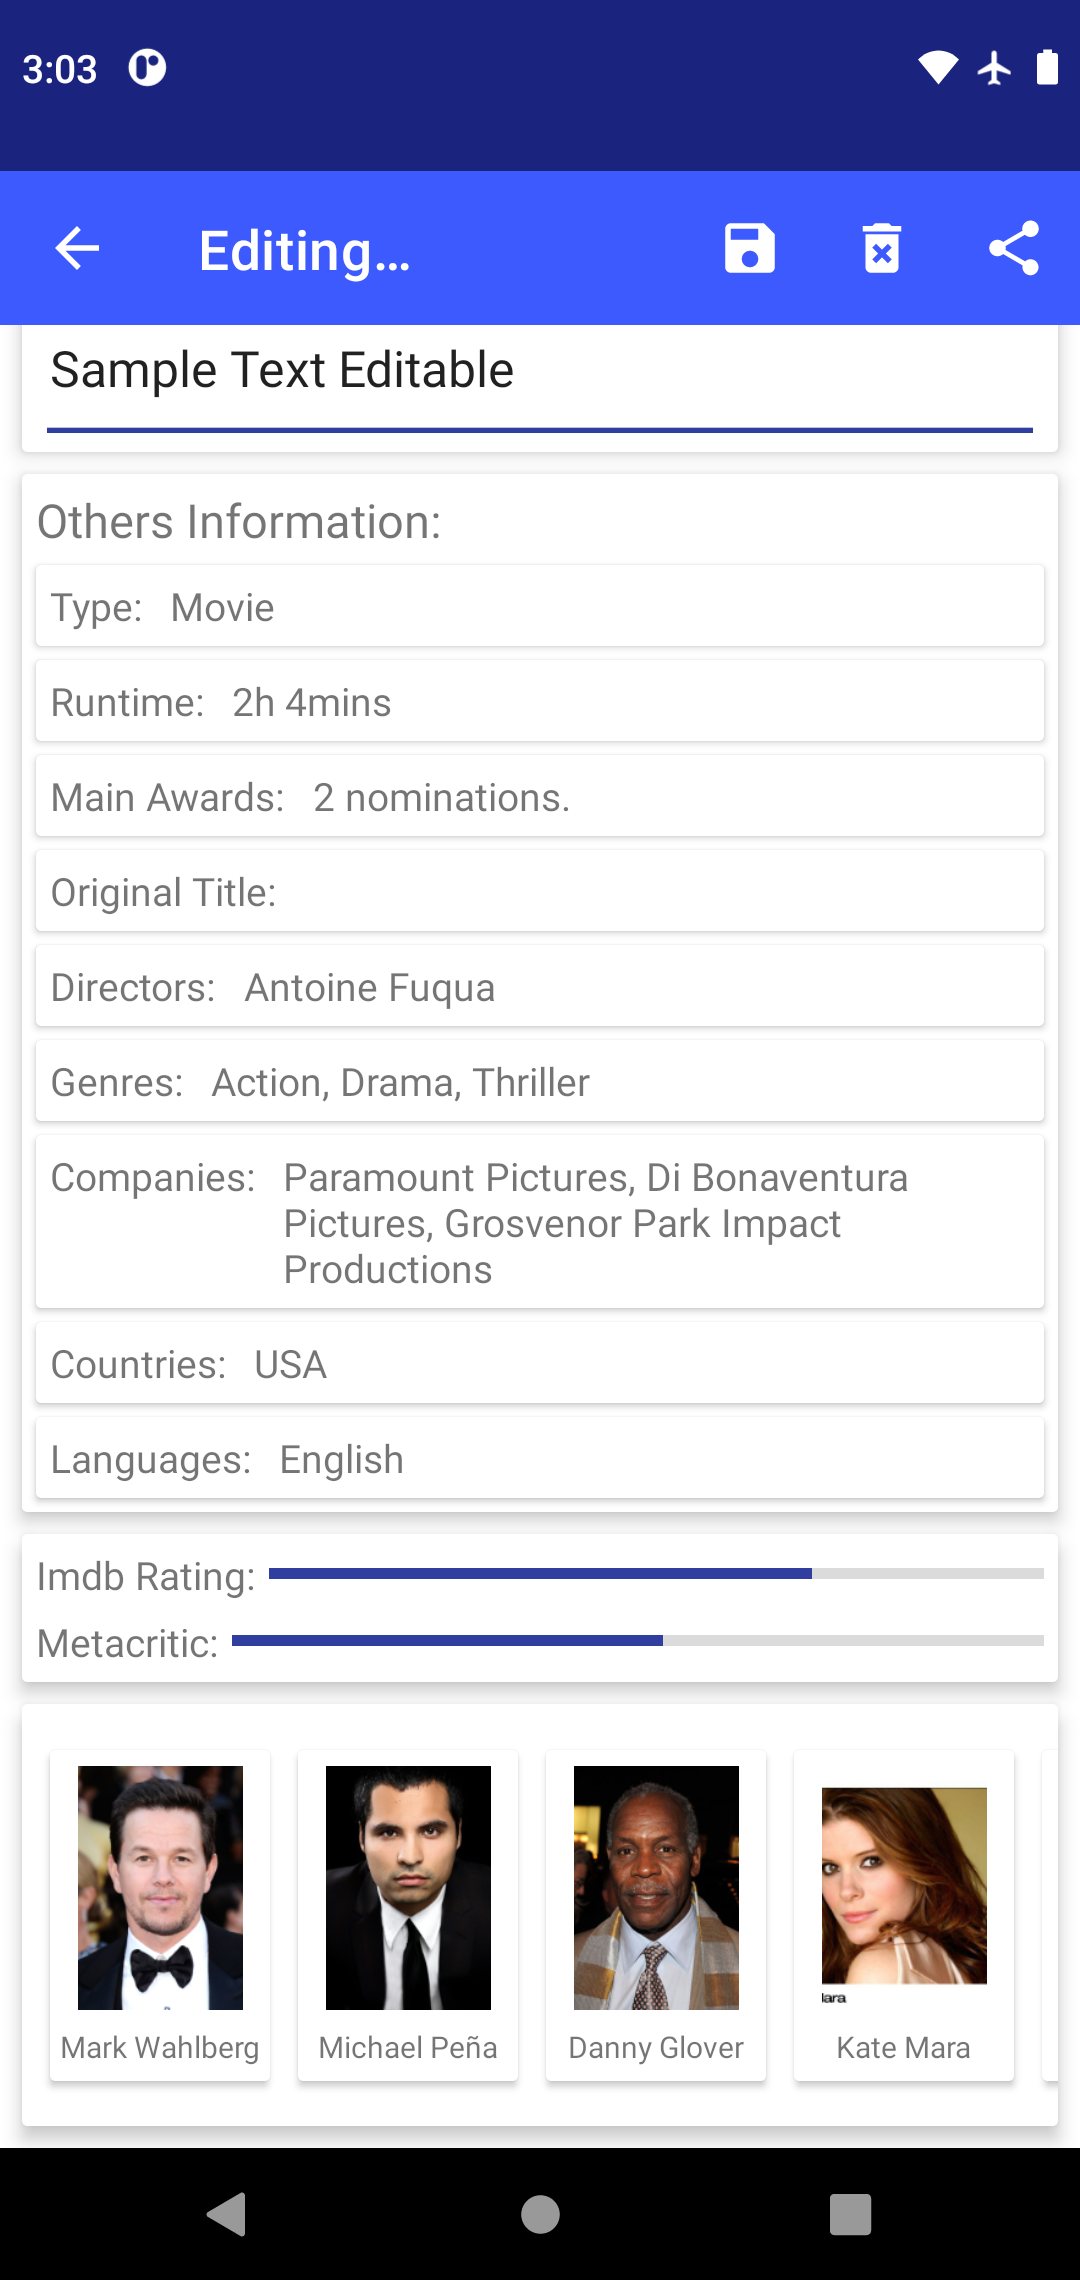 3:03
Editing…
Sample Text Editable
Others Information:
Type: Movie
Runtime: 2h 4mins
Main Awards: 2 nominations.
Original Title:
Directors: Antoine Fuqua
Genres: Action, Drama, Thriller
Companies: Paramount Pictures, Di Bonaventura
Pictures, Grosvenor Park Impact
Productions
Countries: USA
Languages: English
Imdb Rating:
Metacritic:
Mark Wahlberg
Michael Peña
Danny Glover
Kate Mara